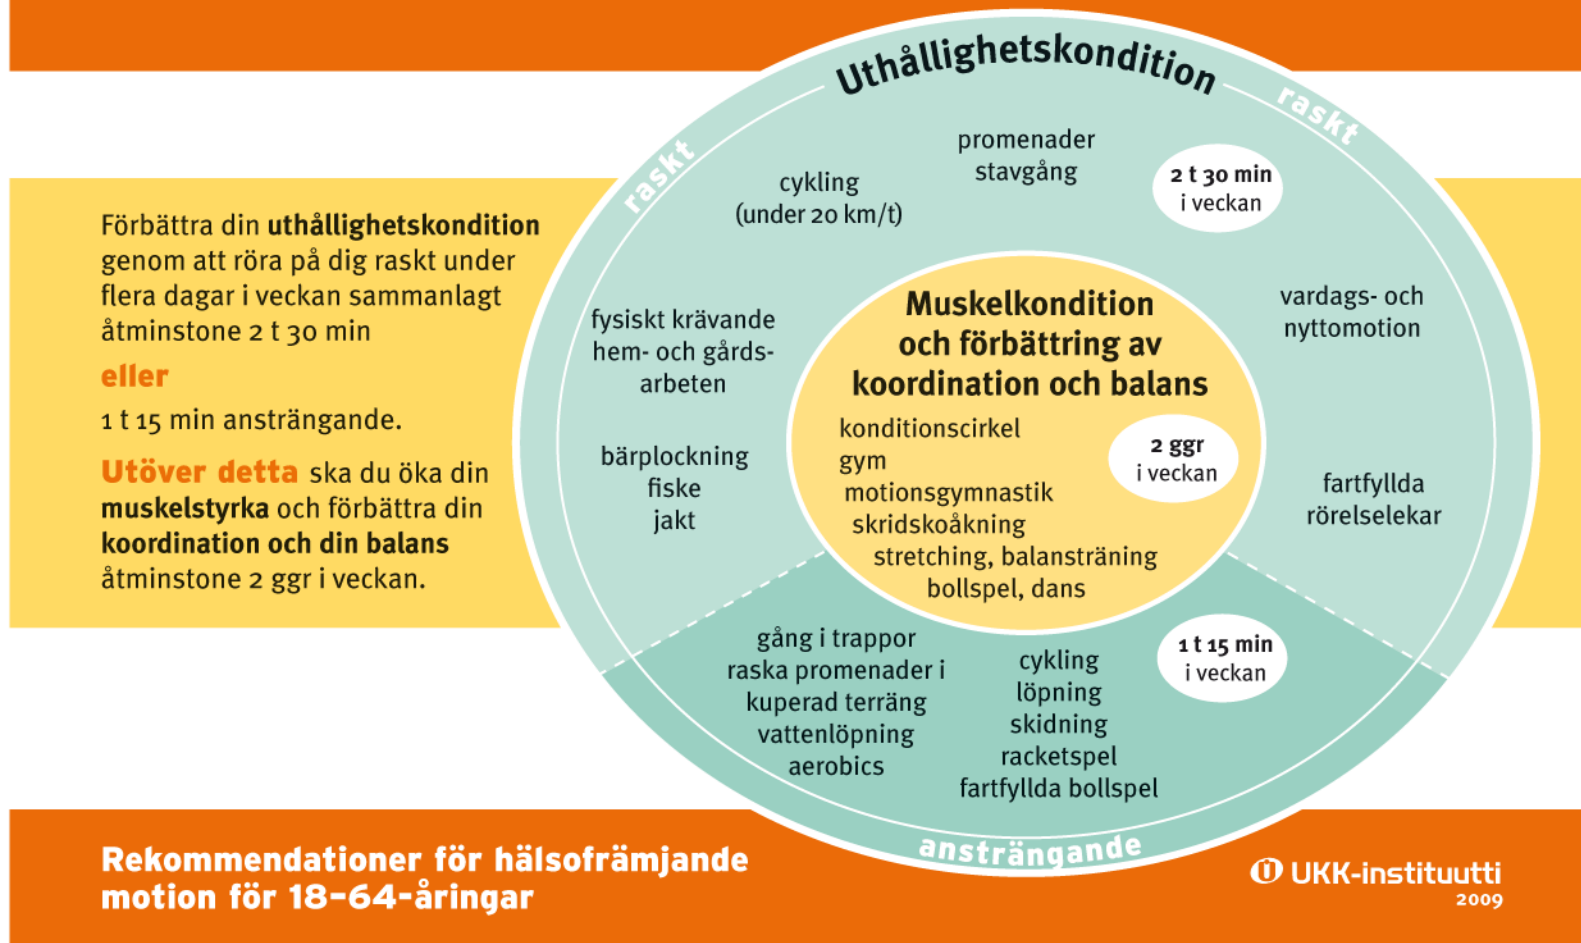 Uthållighetskondition
raskt
raskt
promenader
stavgång
2 t 30 min
i veckan
cykling
(under 20 km/t)
Förbättra din uthållighetskondition
genom att röra på dig raskt under
flera dagar i veckan sammanlagt
åtminstone 2 t 30 min
eller
1 t 15 min ansträngande.
Utöver detta ska du öka din
muskelstyrka och förbättra din
koordination och din balans
åtminstone 2 ggr i veckan.
fysiskt krävande
hem- och gårds-
arbeten
bärplockning
fiske
jakt
Muskelkondition
och förbättring av
koordination och balans
konditionscirkel
gym
motionsgymnastik
skridskoåkning
stretching, balansträning
bollspel, dans
2 ggr
i veckan
vardags- och
nyttomotion
fartfyllda
rörelselekar
gång i trappor
raska promenader i
kuperad terräng
vattenlöpning
aerobics
cykling
löpning
skidning
racketspel
fartfyllda bollspel
1 t 15 min
i veckan
ansträngande
Rekommendationer för hälsofrämjande
motion för 18–64-åringar
UKK-instituutti
2009